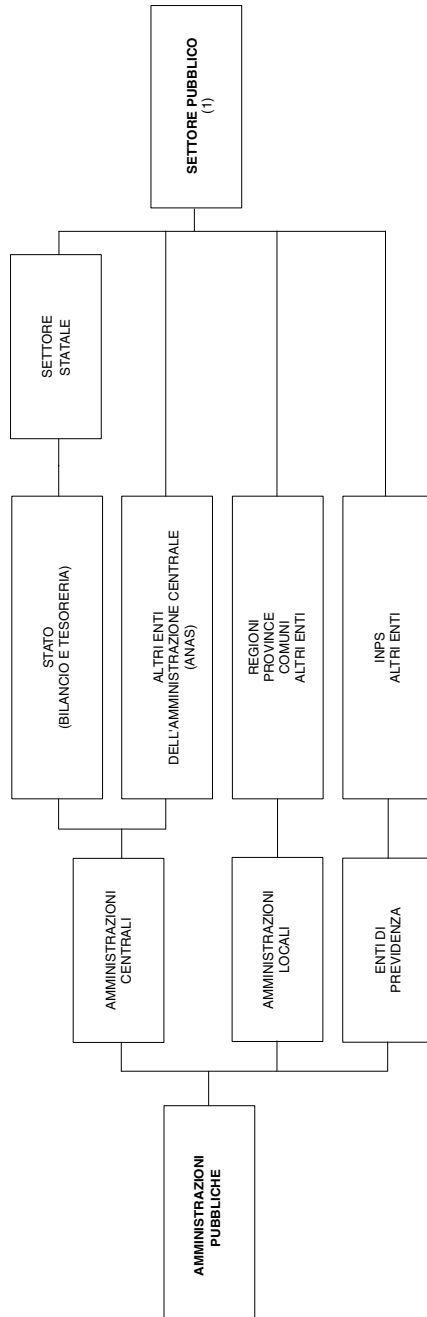 AMMINISTRAZIONI
PUBBLICHE
AMMINISTRAZIONI
CENTRALI
AMMINISTRAZIONI
LOCALI
ENTI DI
PREVIDENZA
STATO
(BILANCIO E TESORERIA)
ALTRI ENTI
DELL'AMMINISTRAZIONE CENTRALE
(ANAS)
REGIONI
PROVINCE
COMUNI
ALTRI ENTI
INPS
ALTRI ENTI
SETTORE
STATALE
SETTORE PUBBLICO
(1)